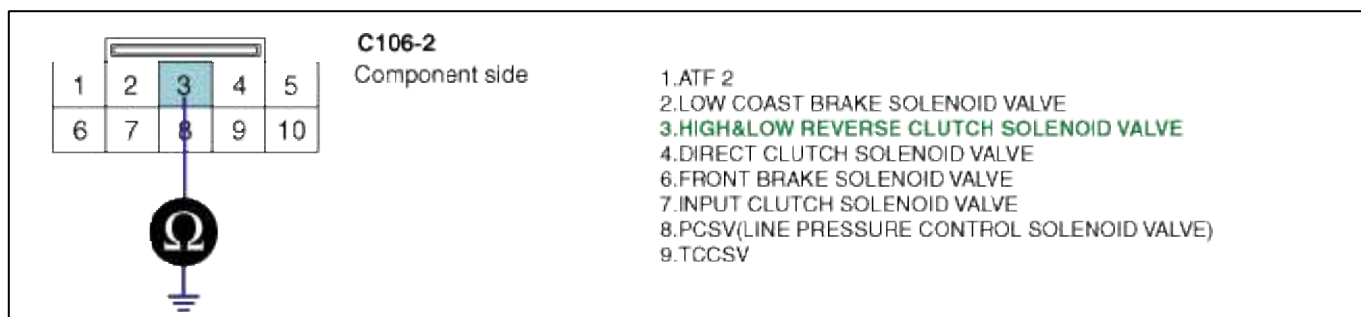 C106-2
Component side
1 2 3 4 5
6 7 8 9 10
Ω
1.ATF 2
2.LOW COAST BRAKE SOLENOID VALVE
3.HIGH&LOW REVERSE CLUTCH SOLENOID VALVE
4.DIRECT CLUTCH SOLENOID VALVE
6.FRONT BRAKE SOLENOID VALVE
7.INPUT CLUTCH SOLENOID VALVE
8.PCSV(LINE PRESSURE CONTROL SOLENOID VALVE)
9.TCCSV